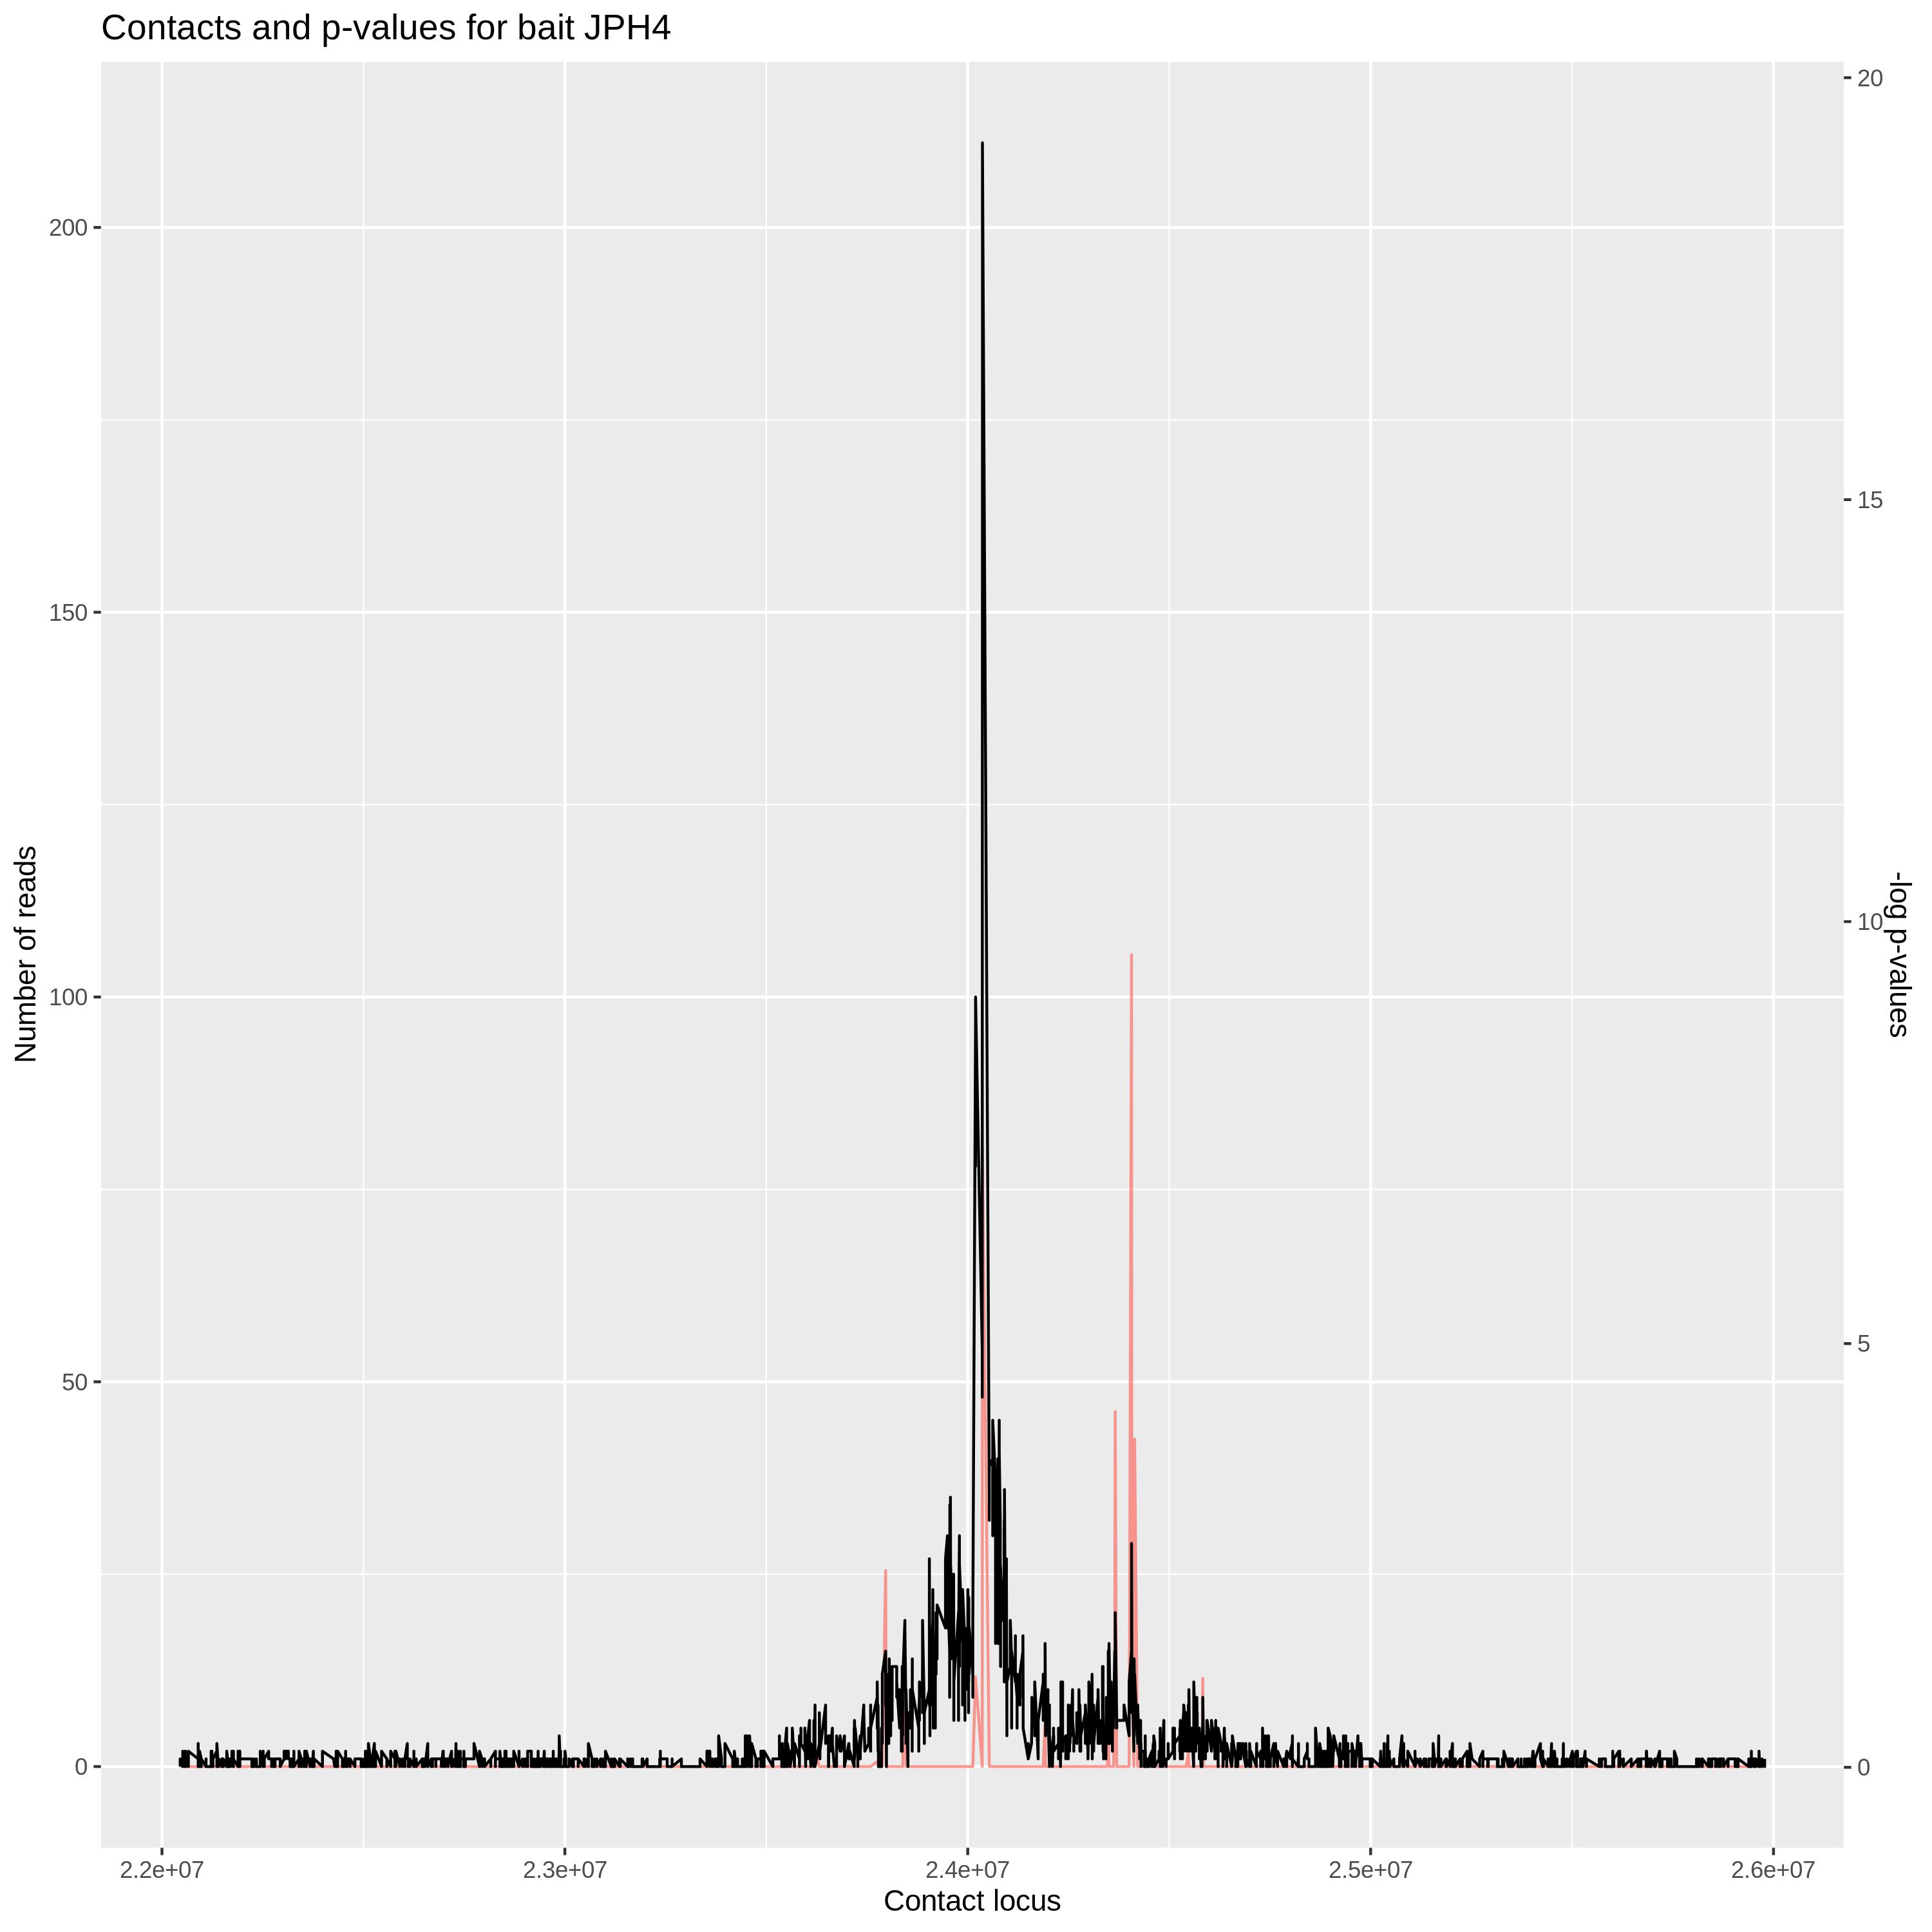 Contacts and p-values for bait JPH4
200
150
100
50
0
Number of reads
20
15
10
5
0
-log p-values
2.2e+07
2.3e+07
2.4e+07
2.5e+07
2.6e+07
Contact locus